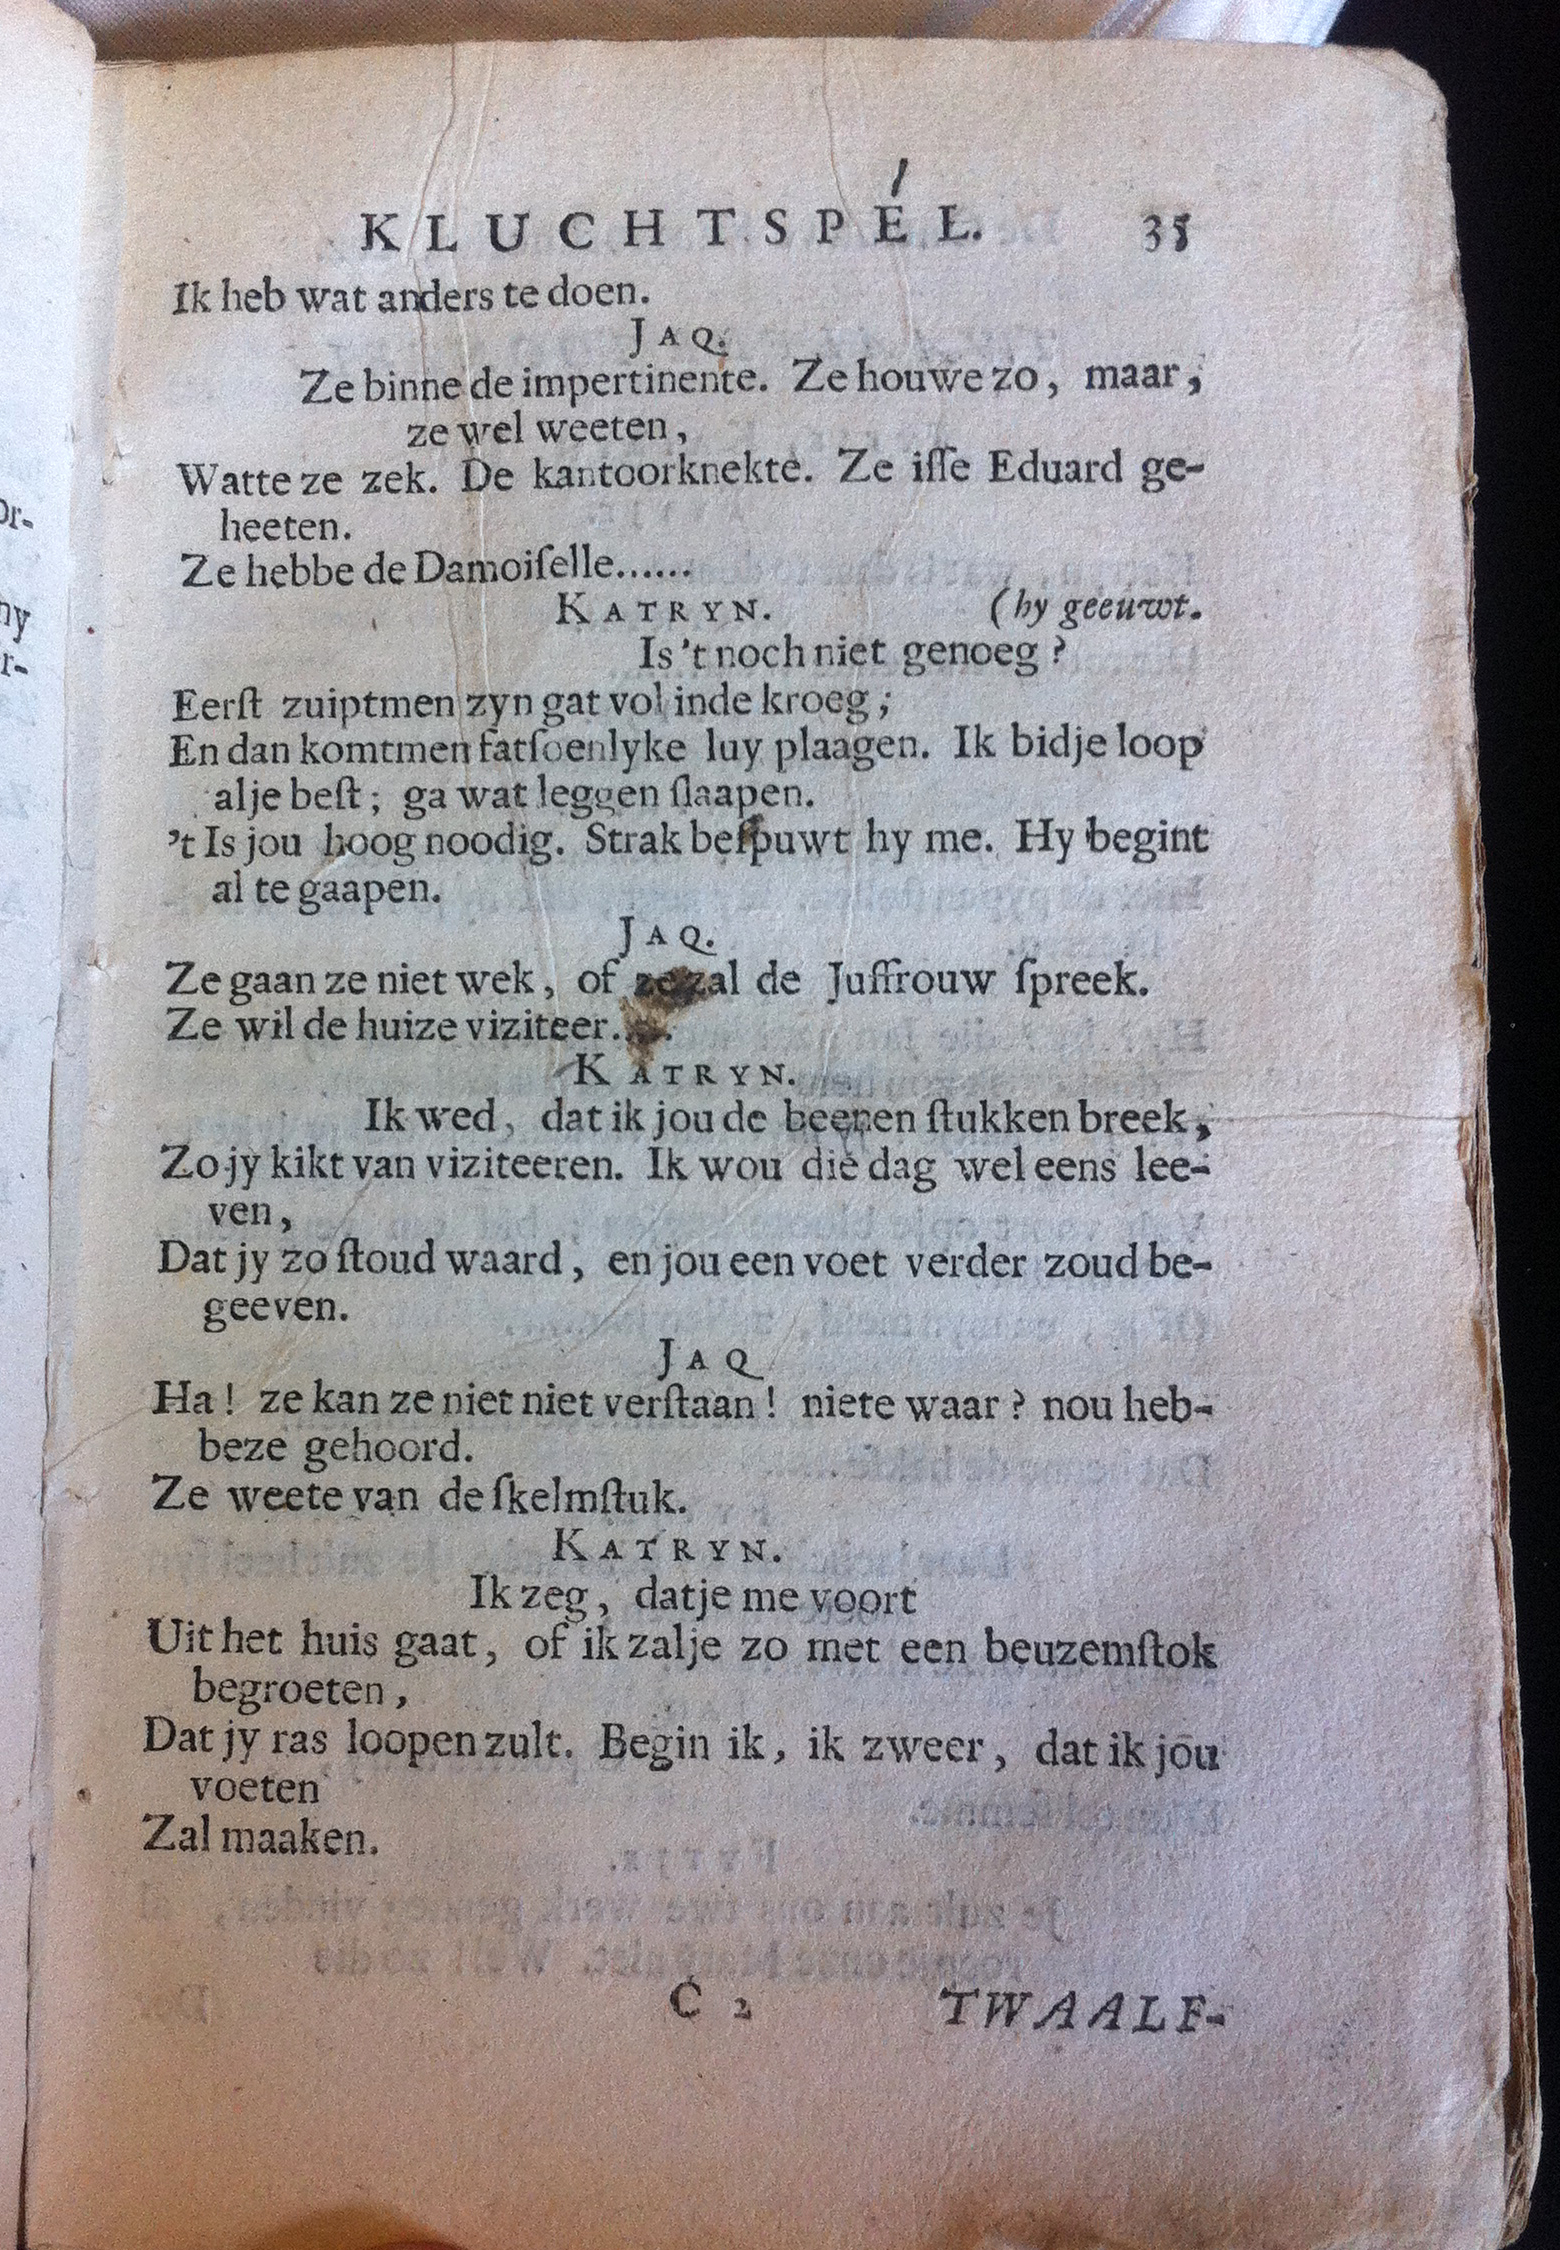 KLUCHTSPEL. 35
Ik heb wat anders te doen.
JAQ.
Ze binne de impertinente. Ze houwe zo, maar,
ze wel weeten,
Watte ze zek. De kantoorknekte. Ze iſſe Eduard ge-
heeten.
Ze hebbe de Damoiſelle......
KATRYN. (hy geeuwt.
Is 't noch niet genoeg?
Eerſt zuiptmen zyn gat vol inde kroeg;
En dan komtmen fatſoenlyke luy plaagen. Ik bidje loop
alje beſt; ga wat leggen ſlaapen.
't Is jou hoog noodig. Strak beſpuwt hy me. Hy begint
al te gaapen.
JAQ.
Ze gaan ze niet wek, of ze zal de Juffrouw ſpreek.
Ze wil de huize viziteer.....
KATRYN.
Ik wed, dat ik jou de beenen ſtukken breek,
Zo jy kikt van viziteeren. Ik wou die dag wel eens lee-
ven,
Dat jy zo ſtoud waard, en jou een voet verder zoud be-
geeven.
JAQ
Ha! ze kan ze niet niet verſtaan! niete waar? nou heb-
beze gehoord.
Ze weete van de ſkelmſtuk.
KATRYN.
Ik zeg, datje me voort
Uit het huis gaat, of ik zalje zo met een beuzemſtok
begroeten,
Dat jy ras loopen zult. Begin ik, ik zweer, dat ik jou
voeten
Zal maaken.
C 2 TWAALF-
or-
ny
r-